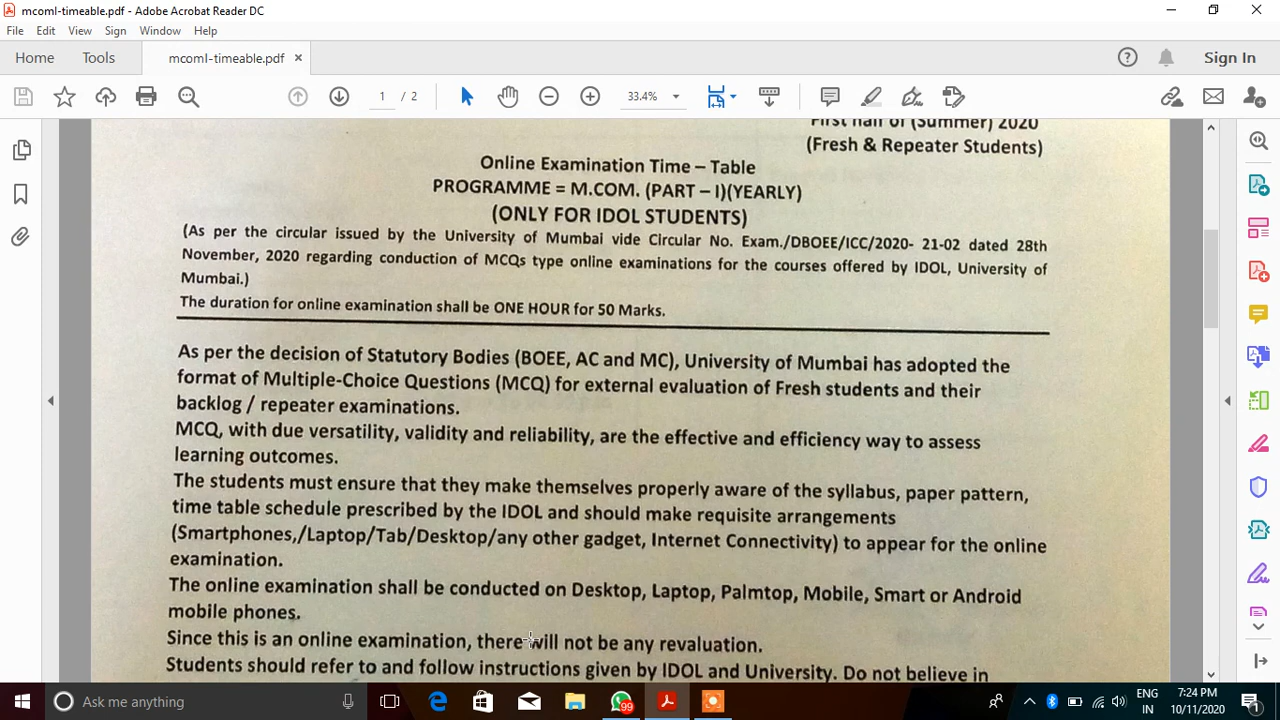 mcomI-timeable.pdf - Adobe Acrobat Reader DC
File Edit View Sign Window Help
Home Tools mcomI-timeable.pdf × Sign In
1 / 2 33.4%
First half of (Summer) 2020
(Fresh & Repeater Students)
Online Examination Time – Table
PROGRAMME = M.COM. (PART – I)(YEARLY)
(ONLY FOR IDOL STUDENTS)
(As per the circular issued by the University of Mumbai vide Circular No. Exam./DBOEE/ICC/2020- 21-02 dated 28th
November, 2020 regarding conduction of MCQs type online examinations for the courses offered by IDOL, University of
Mumbai.)
The duration for online examination shall be ONE HOUR for 50 Marks.
As per the decision of Statutory Bodies (BOEE, AC and MC), University of Mumbai has adopted the
format of Multiple-Choice Questions (MCQ) for external evaluation of Fresh students and their
backlog / repeater examinations.
MCQ, with due versatility, validity and reliability, are the effective and efficiency way to assess
learning outcomes.
The students must ensure that they make themselves properly aware of the syllabus, paper pattern,
time table schedule prescribed by the IDOL and should make requisite arrangements
(Smartphones,/Laptop/Tab/Desktop/any other gadget, Internet Connectivity) to appear for the online
examination.
The online examination shall be conducted on Desktop, Laptop, Palmtop, Mobile, Smart or Android
mobile phones.
Since this is an online examination, there will not be any revaluation.
Students should refer to and follow instructions given by IDOL and University. Do not believe in
Ask me anything
99
ENG 7:24 PM
IN 10/11/2020
1